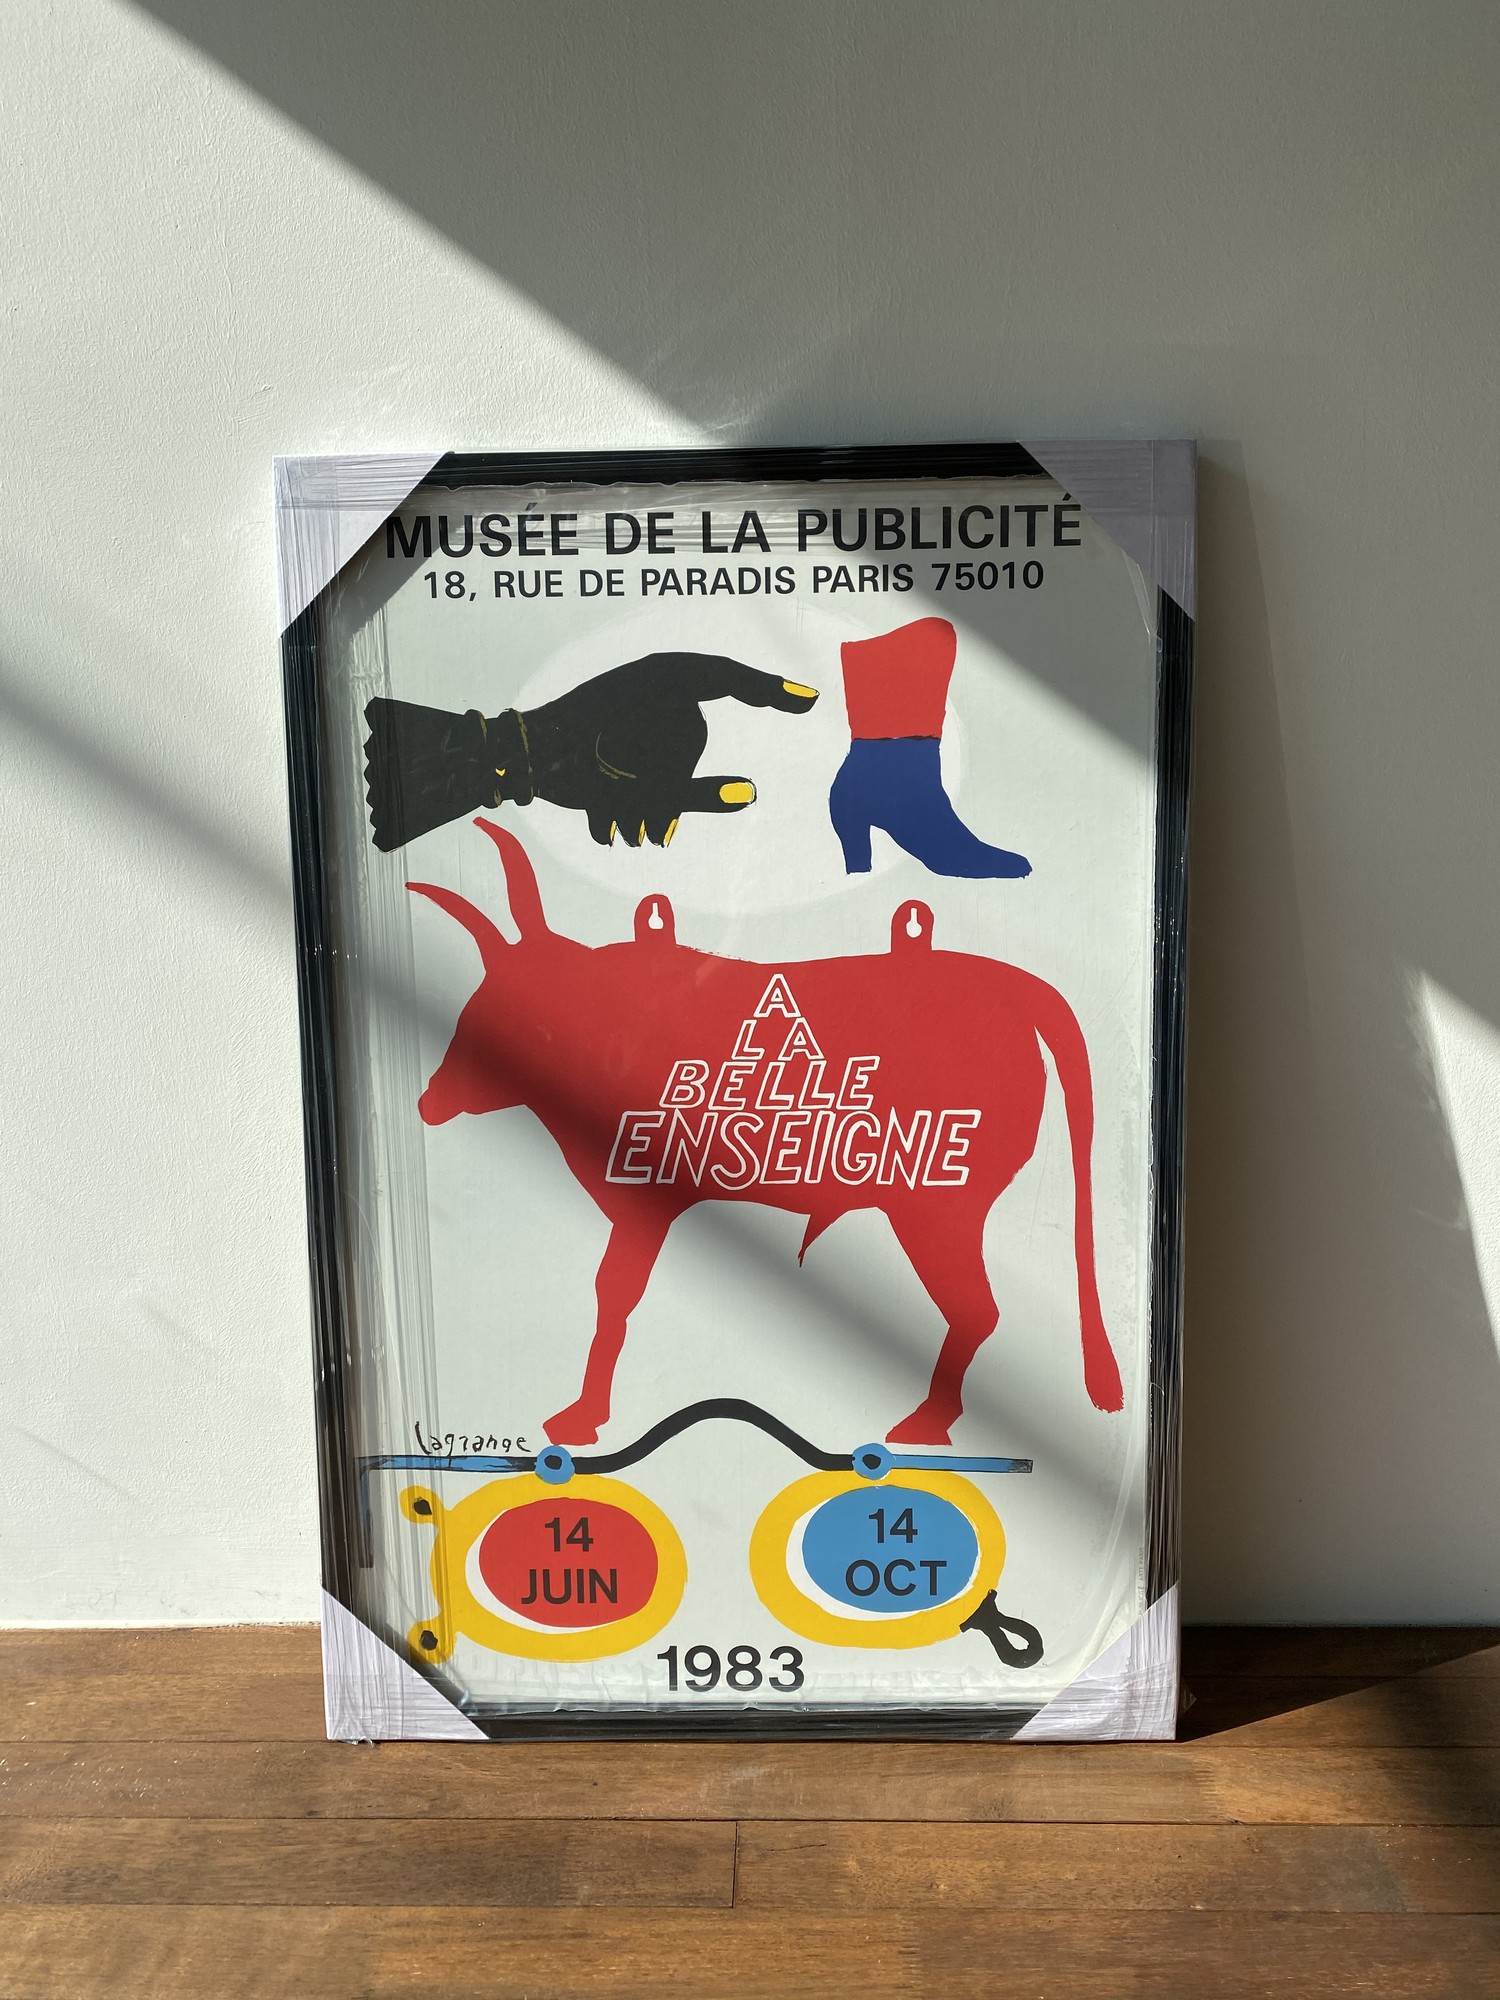 MUSÉE DE LA PUBLICITÉ
18, RUE DE PARADIS PARIS 75010
A
LA
BELLE
ENSEIGNE
Lagrange
14
JUIN
14
OCT
1983